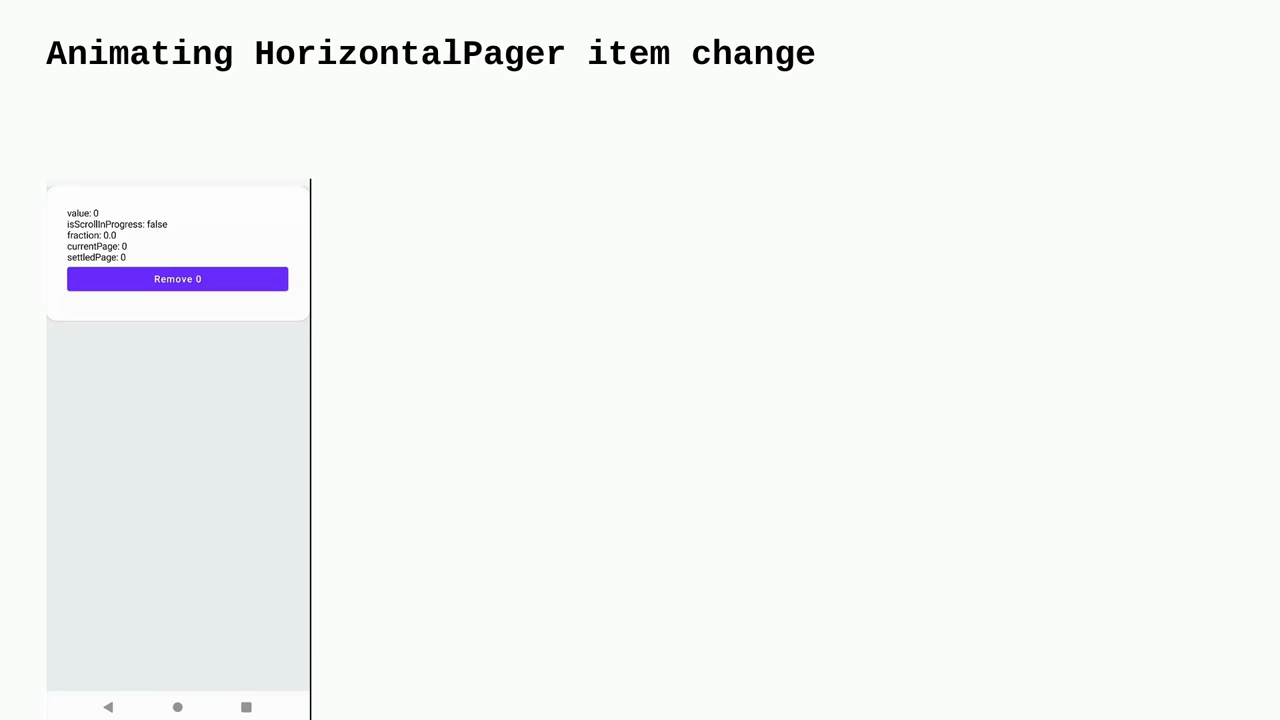 Animating HorizontalPager item change
value: 0
isScrollInProgress: false
fraction: 0.0
currentPage: 0
settledPage: 0
Remove 0